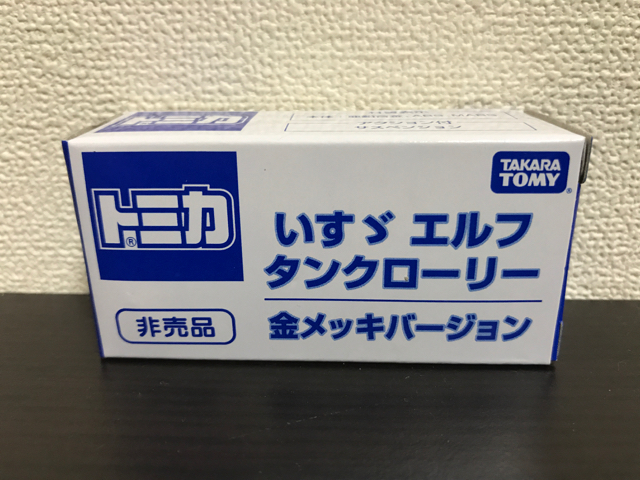 トミカ®
TAKARA
TOMY®
いすゞ エルフ
タンクローリー
非売品
金メッキバージョン